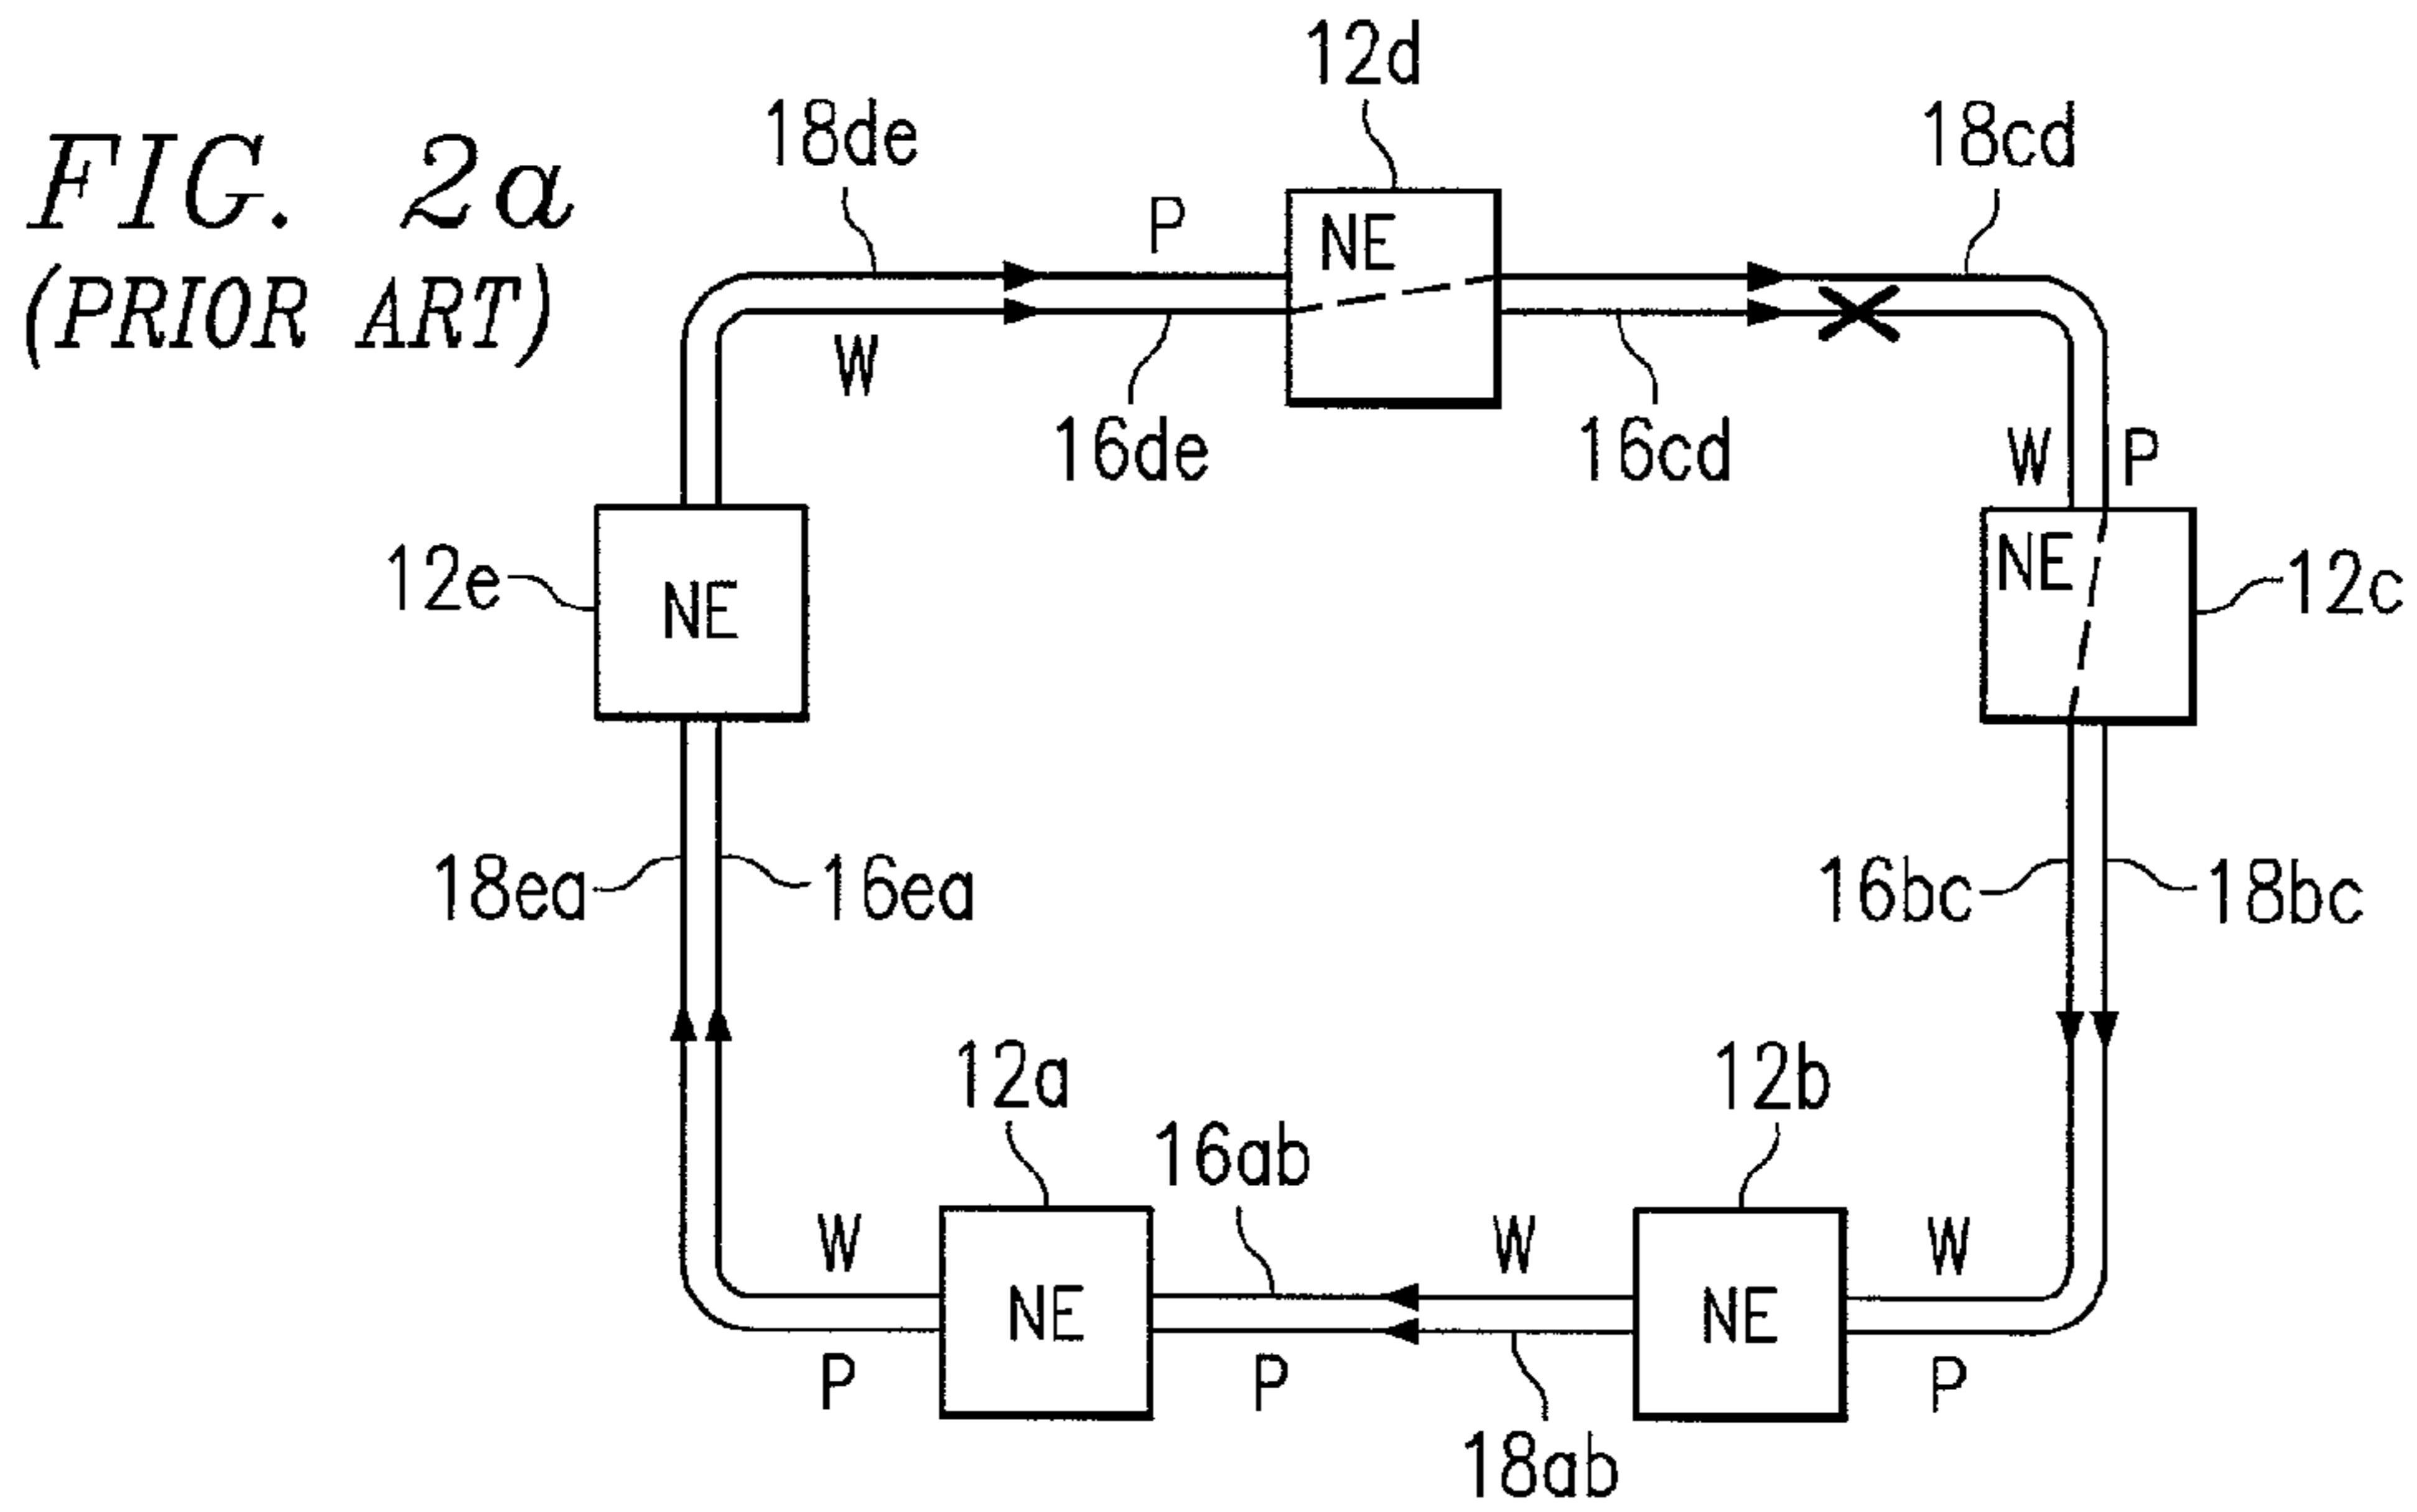 FIG. 2a
(PRIOR ART)
12d
18de
18cd
P
NE
W
16de
16cd
W P
12e
NE
NE
12c
18ea
16ea
16bc
18bc
12a
12b
16ab
W
W
W
NE
NE
P
P
P
18ab